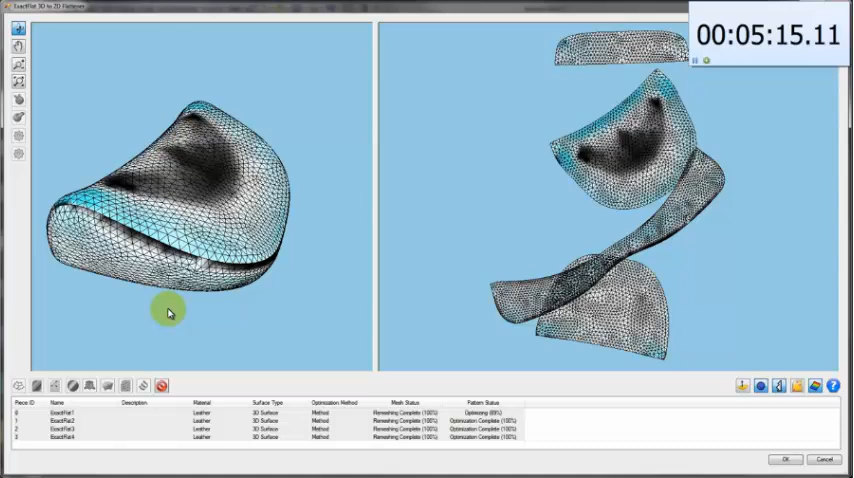 ExactFlat 3D to 2D Flattener
00:05:15.11
Piece ID Name Description Material Surface Type Optimization Method Mesh Status Pattern Status
0 ExactFlat1 Leather 3D Surface Method Remeshing Complete (100%) Optimizing (89%)
1 ExactFlat2 Leather 3D Surface Method Remeshing Complete (100%) Optimization Complete (100%)
2 ExactFlat3 Leather 3D Surface Method Remeshing Complete (100%) Optimization Complete (100%)
3 ExactFlat4 Leather 3D Surface Method Remeshing Complete (100%) Optimization Complete (100%)
OK Cancel